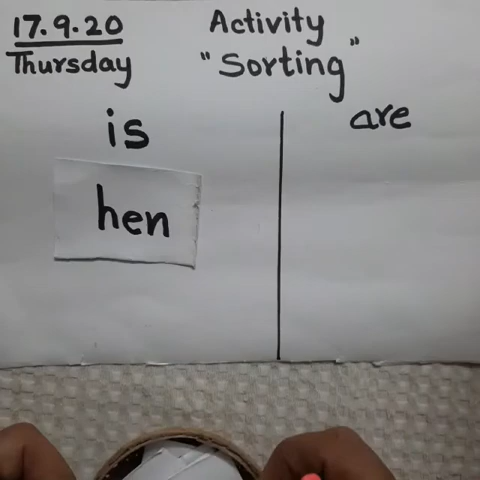 17.9.20
Thursday
Activity
"Sorting"
is
are
hen